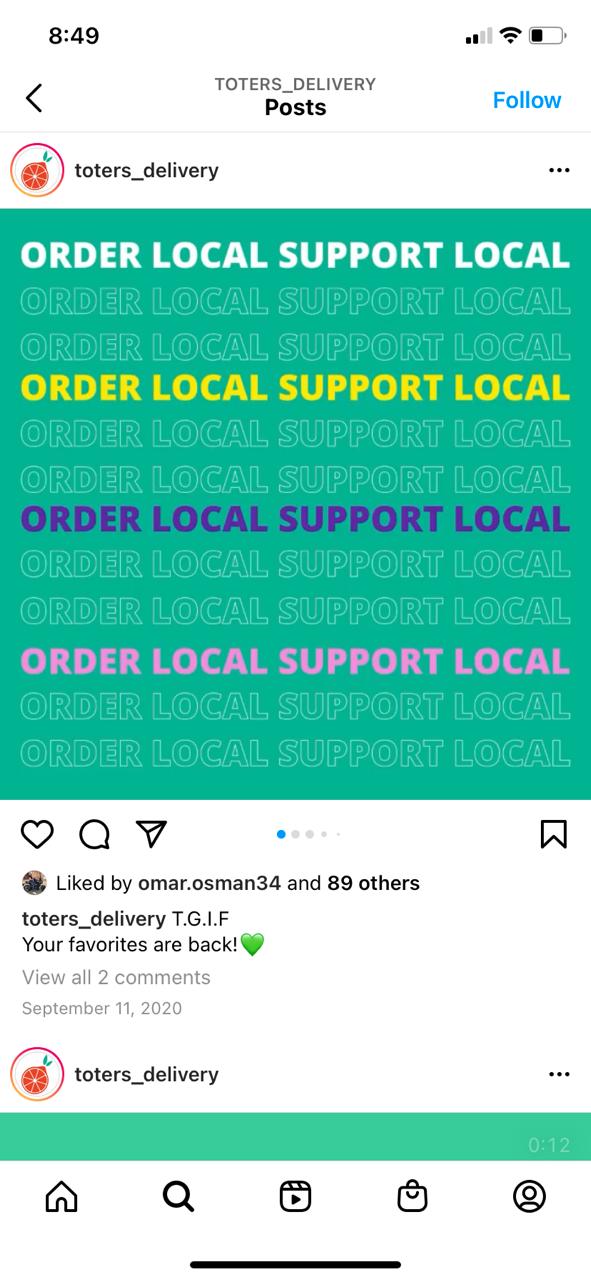 8:49
TOTERS_DELIVERY
Posts
Follow
toters_delivery
ORDER LOCAL SUPPORT LOCAL
ORDER LOCAL SUPPORT LOCAL
ORDER LOCAL SUPPORT LOCAL
ORDER LOCAL SUPPORT LOCAL
ORDER LOCAL SUPPORT LOCAL
ORDER LOCAL SUPPORT LOCAL
ORDER LOCAL SUPPORT LOCAL
ORDER LOCAL SUPPORT LOCAL
ORDER LOCAL SUPPORT LOCAL
ORDER LOCAL SUPPORT LOCAL
ORDER LOCAL SUPPORT LOCAL
ORDER LOCAL SUPPORT LOCAL
Liked by omar.osman34 and 89 others
toters_delivery T.G.I.F
Your favorites are back!💚
View all 2 comments
September 11, 2020
toters_delivery
0:12